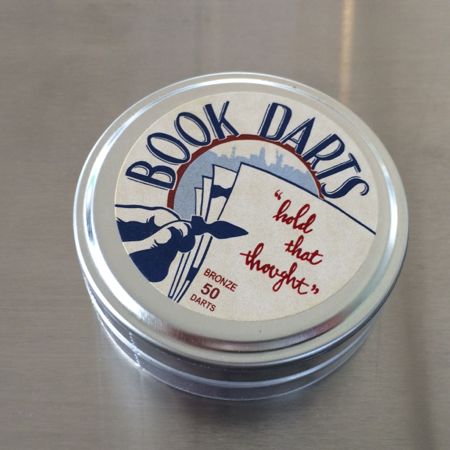 BOOK DARTS
"hold
that
thought"
BRONZE
50
DARTS